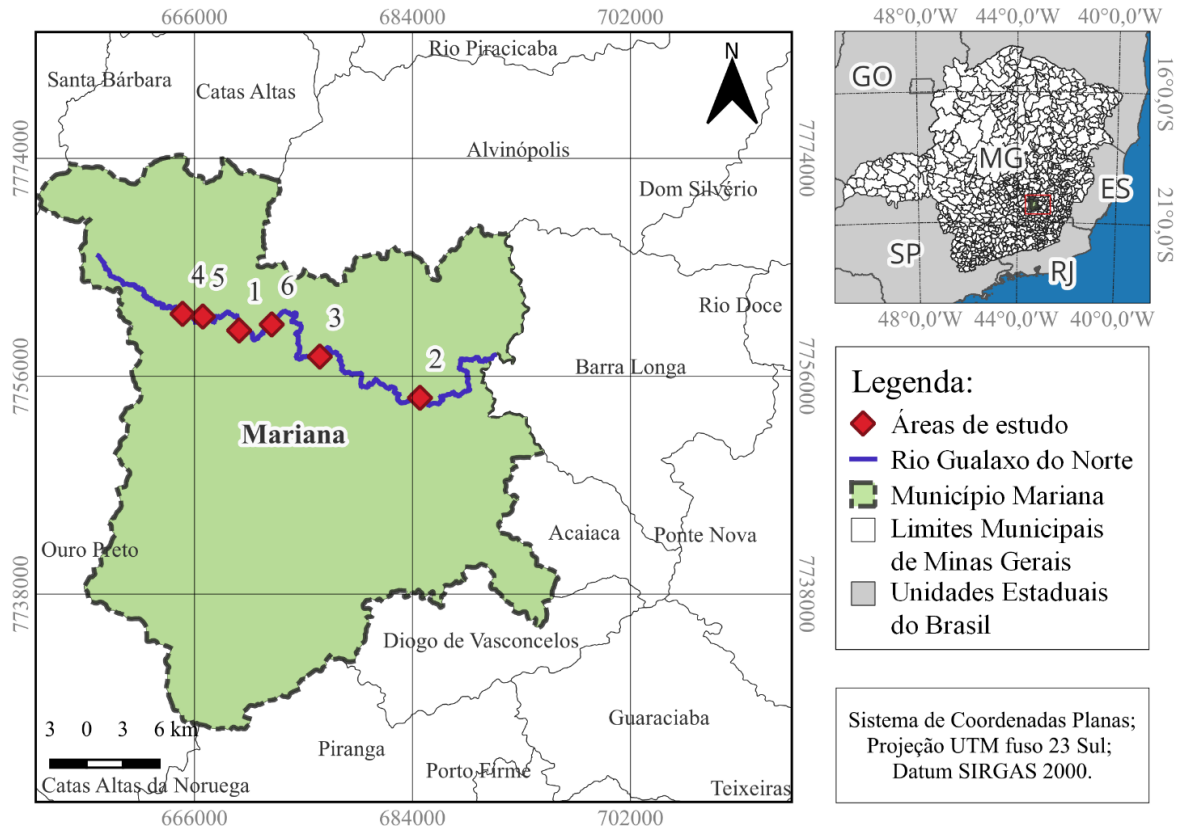 666000 684000 702000
Rio Piracicaba
Santa Bárbara
Catas Altas
N
7774000
7774000
Alvinópolis
Dom Silvério
4 5 1 6
3
2
Rio Doce
Barra Longa
7756000
7756000
Mariana
Acaiaca
Ponte Nova
Ouro Preto
7738000
7738000
Diogo de Vasconcelos
Guaraciaba
3 0 3 6 km
Piranga
Porto Firme
Catas Altas da Noruega
Teixeiras
666000 684000 702000
48°0,0'W 44°0,0'W 40°0,0'W
GO
16°0,0'S
MG
ES
21°0,0'S
SP
RJ
48°0,0'W 44°0,0'W 40°0,0'W
Legenda:
Áreas de estudo
Rio Gualaxo do Norte
Município Mariana
Limites Municipais
de Minas Gerais
Unidades Estaduais
do Brasil
Sistema de Coordenadas Planas;
Projeção UTM fuso 23 Sul;
Datum SIRGAS 2000.